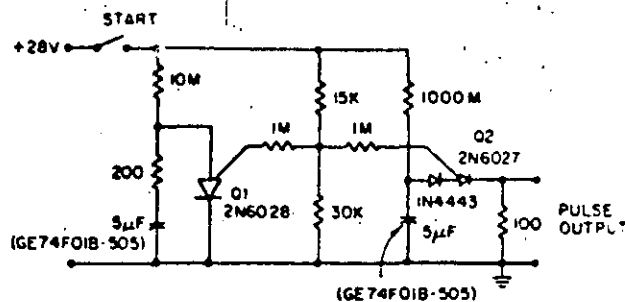 START
+28V
10M
15K
1000M
1M
1M
Q2
2N6027
200
Q1
2N6028
1N4443
5μF
(GE74F01B-505)
30K
5μF
100
PULSE
OUTPUT
(GE74F01B-505)